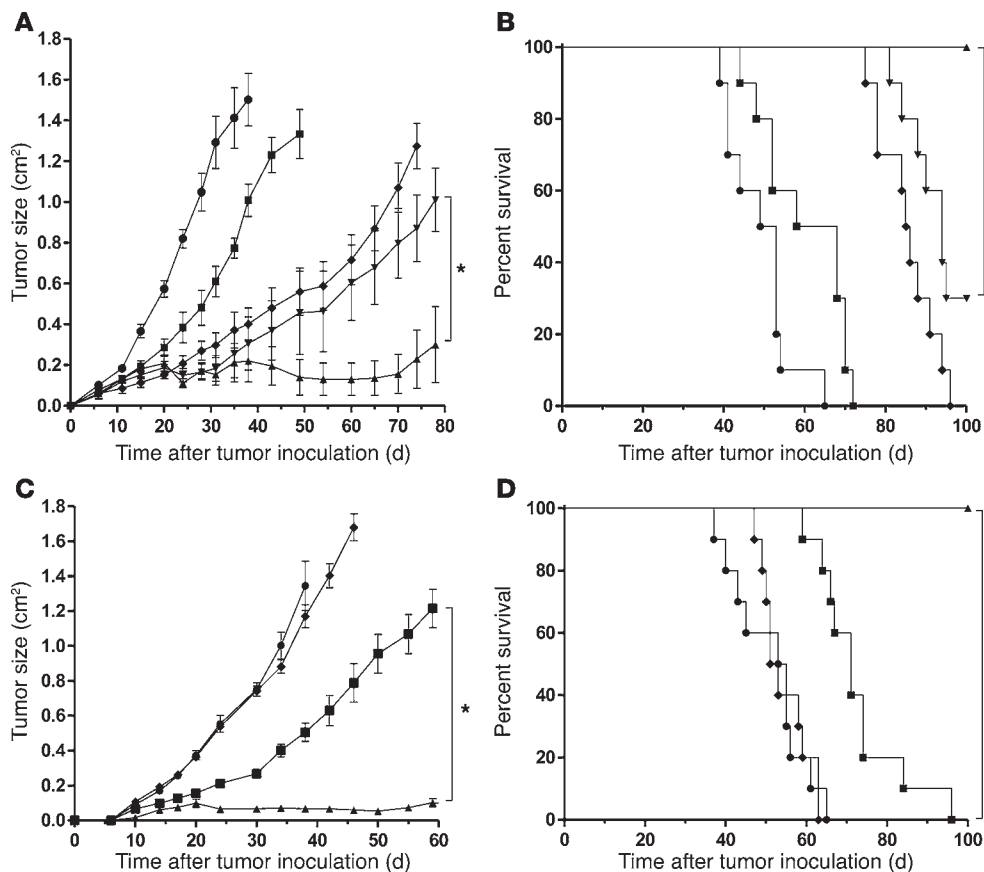 A
Tumor size (cm²)
1.8
1.6
1.4
1.2
1.0
0.8
0.6
0.4
0.2
0.0
0 10 20 30 40 50 60 70 80
Time after tumor inoculation (d)
*
B
Percent survival
100
80
60
40
20
0
0 20 40 60 80 100
Time after tumor inoculation (d)
C
Tumor size (cm²)
1.8
1.6
1.4
1.2
1.0
0.8
0.6
0.4
0.2
0.0
0 10 20 30 40 50 60
Time after tumor inoculation (d)
*
D
Percent survival
100
80
60
40
20
0
0 20 40 60 80 100
Time after tumor inoculation (d)